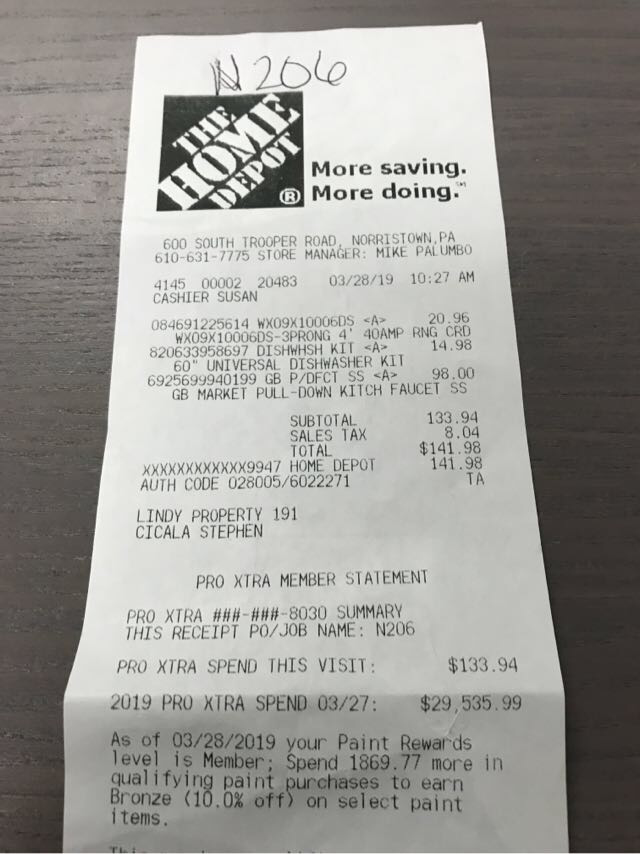 N206
THE
HOME
DEPOT
®
More saving.
More doing.℠
600 SOUTH TROOPER ROAD, NORRISTOWN,PA
610-631-7775 STORE MANAGER: MIKE PALUMBO
4145 00002 20483 03/28/19 10:27 AM
CASHIER SUSAN
084691225614 WX09X10006DS <A> 20.96
WX09X10006DS-3PRONG 4' 40AMP RNG CRD
820633958697 DISHWHSH KIT <A> 14.98
60" UNIVERSAL DISHWASHER KIT
6925699940199 GB P/DFCT SS <A> 98.00
GB MARKET PULL-DOWN KITCH FAUCET SS
SUBTOTAL 133.94
SALES TAX 8.04
TOTAL $141.98
XXXXXXXXXXXX9947 HOME DEPOT 141.98
AUTH CODE 028005/6022271 TA
LINDY PROPERTY 191
CICALA STEPHEN
PRO XTRA MEMBER STATEMENT
PRO XTRA ###-###-8030 SUMMARY
THIS RECEIPT PO/JOB NAME: N206
PRO XTRA SPEND THIS VISIT: $133.94
2019 PRO XTRA SPEND 03/27: $29,535.99
As of 03/28/2019 your Paint Rewards
level is Member; Spend 1869.77 more in
qualifying paint purchases to earn
Bronze (10.0% off) on select paint
items.